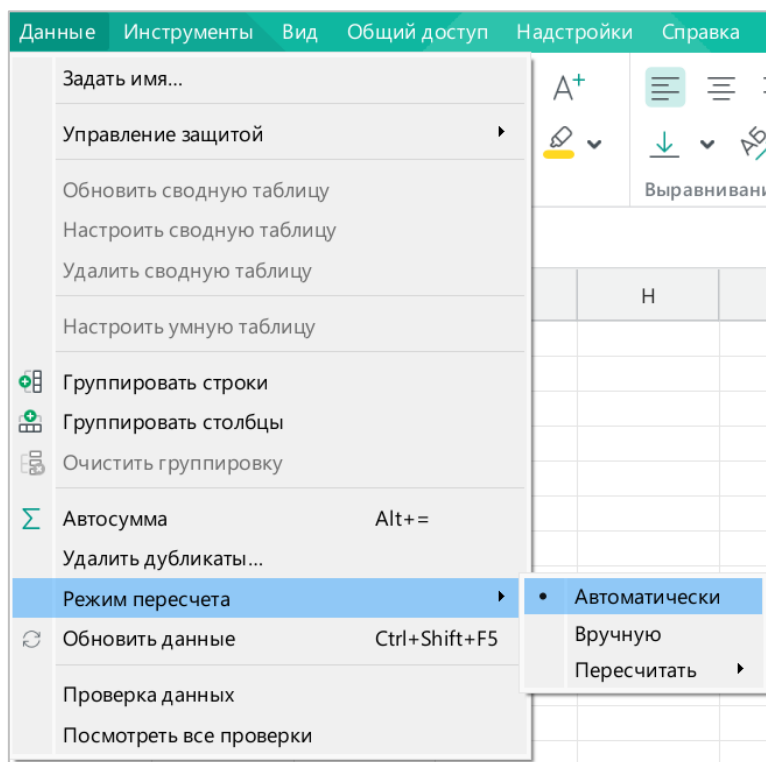 Данные Инструменты Вид Общий доступ Надстройки Справка
Задать имя...
Управление защитой
Обновить сводную таблицу
Настроить сводную таблицу
Удалить сводную таблицу
Настроить умную таблицу
Группировать строки
Группировать столбцы
Очистить группировку
Автосумма Alt+=
Удалить дубликаты...
Режим пересчета
Обновить данные Ctrl+Shift+F5
Проверка данных
Посмотреть все проверки
Автоматически
Вручную
Пересчитать
A+
АБ
Выравниван
H